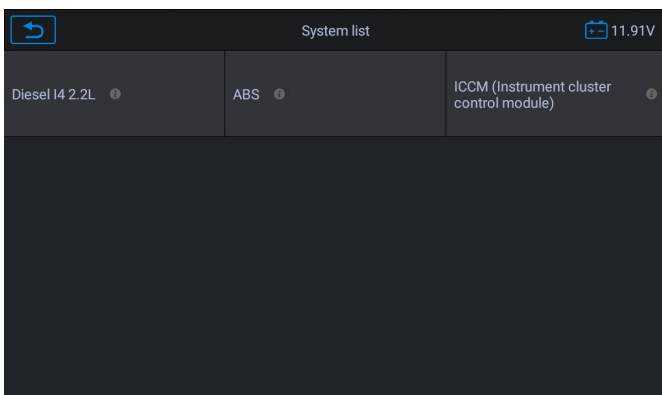 System list
11.91V
Diesel I4 2.2L
ABS
ICCM (Instrument cluster
control module)